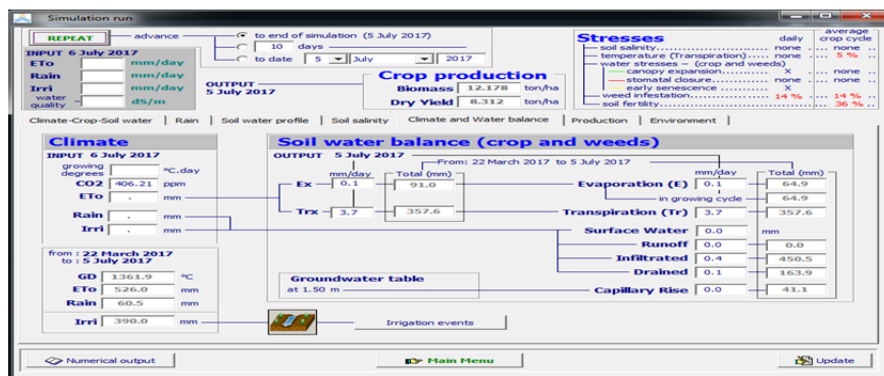 Simulation run
REPEAT advance to end of simulation (5 July 2017)
10 days
to date 5 July 2017
INPUT 6 July 2017
ETo mm/day
Rain mm/day
Irri mm/day
water quality dS/m
OUTPUT
5 July 2017
Crop production
Biomass 12.178 ton/ha
Dry Yield 8.312 ton/ha
Stresses daily average crop cycle
soil salinity none none
temperature (Transpiration) none 5 %
water stresses (crop and weeds)
canopy expansion X
stomatal closure none none
early senescence X
weed infestation 14 % 14 %
soil fertility 36 %
Climate-Crop-Soil water Rain Soil water profile Soil salinity Climate and Water balance Production Environment
Climate
INPUT 6 July 2017
growing degrees °C.day
CO2 406.21 ppm
ETo . mm
Rain . mm
Irri . mm
from : 22 March 2017
to : 5 July 2017
GD 1361.9 °C
ETo 526.0 mm
Rain 60.5 mm
Irri 390.0 mm
Soil water balance (crop and weeds)
OUTPUT 5 July 2017
From: 22 March 2017 to 5 July 2017
mm/day Total (mm) mm/day Total (mm)
Ex 0.1 91.0 Evaporation (E) 0.1 64.9
in growing cycle 64.9
Trx 3.7 357.6 Transpiration (Tr) 3.7 357.6
Surface Water 0.0 mm
Runoff 0.0 0.0
Infiltrated 0.4 450.5
Drained 0.1 163.9
Groundwater table
at 1.50 m Capillary Rise 0.0 41.1
Irrigation events
Numerical output Main Menu Update